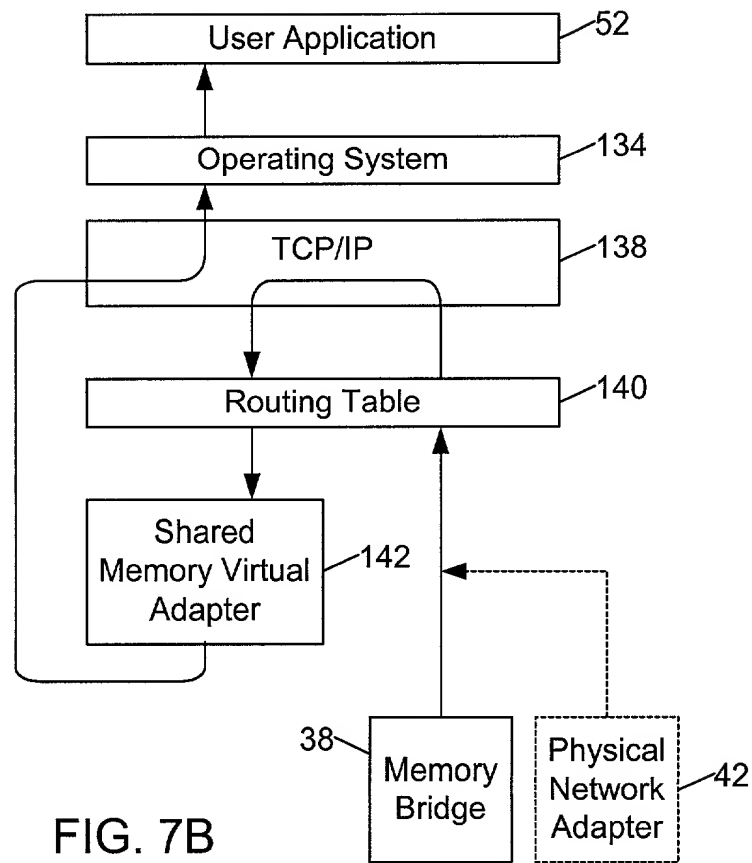 User Application
52
Operating System
134
TCP/IP
138
Routing Table
140
Shared
Memory Virtual
Adapter
142
38
Memory
Bridge
Physical
Network
Adapter
42
FIG. 7B